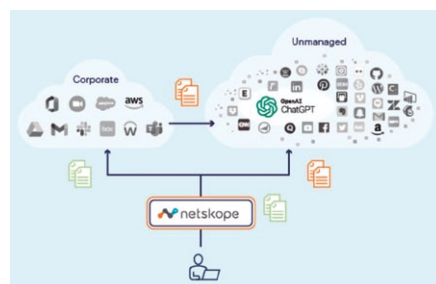 Unmanaged
Corporate
aws
OpenAI
ChatGPT
netskope